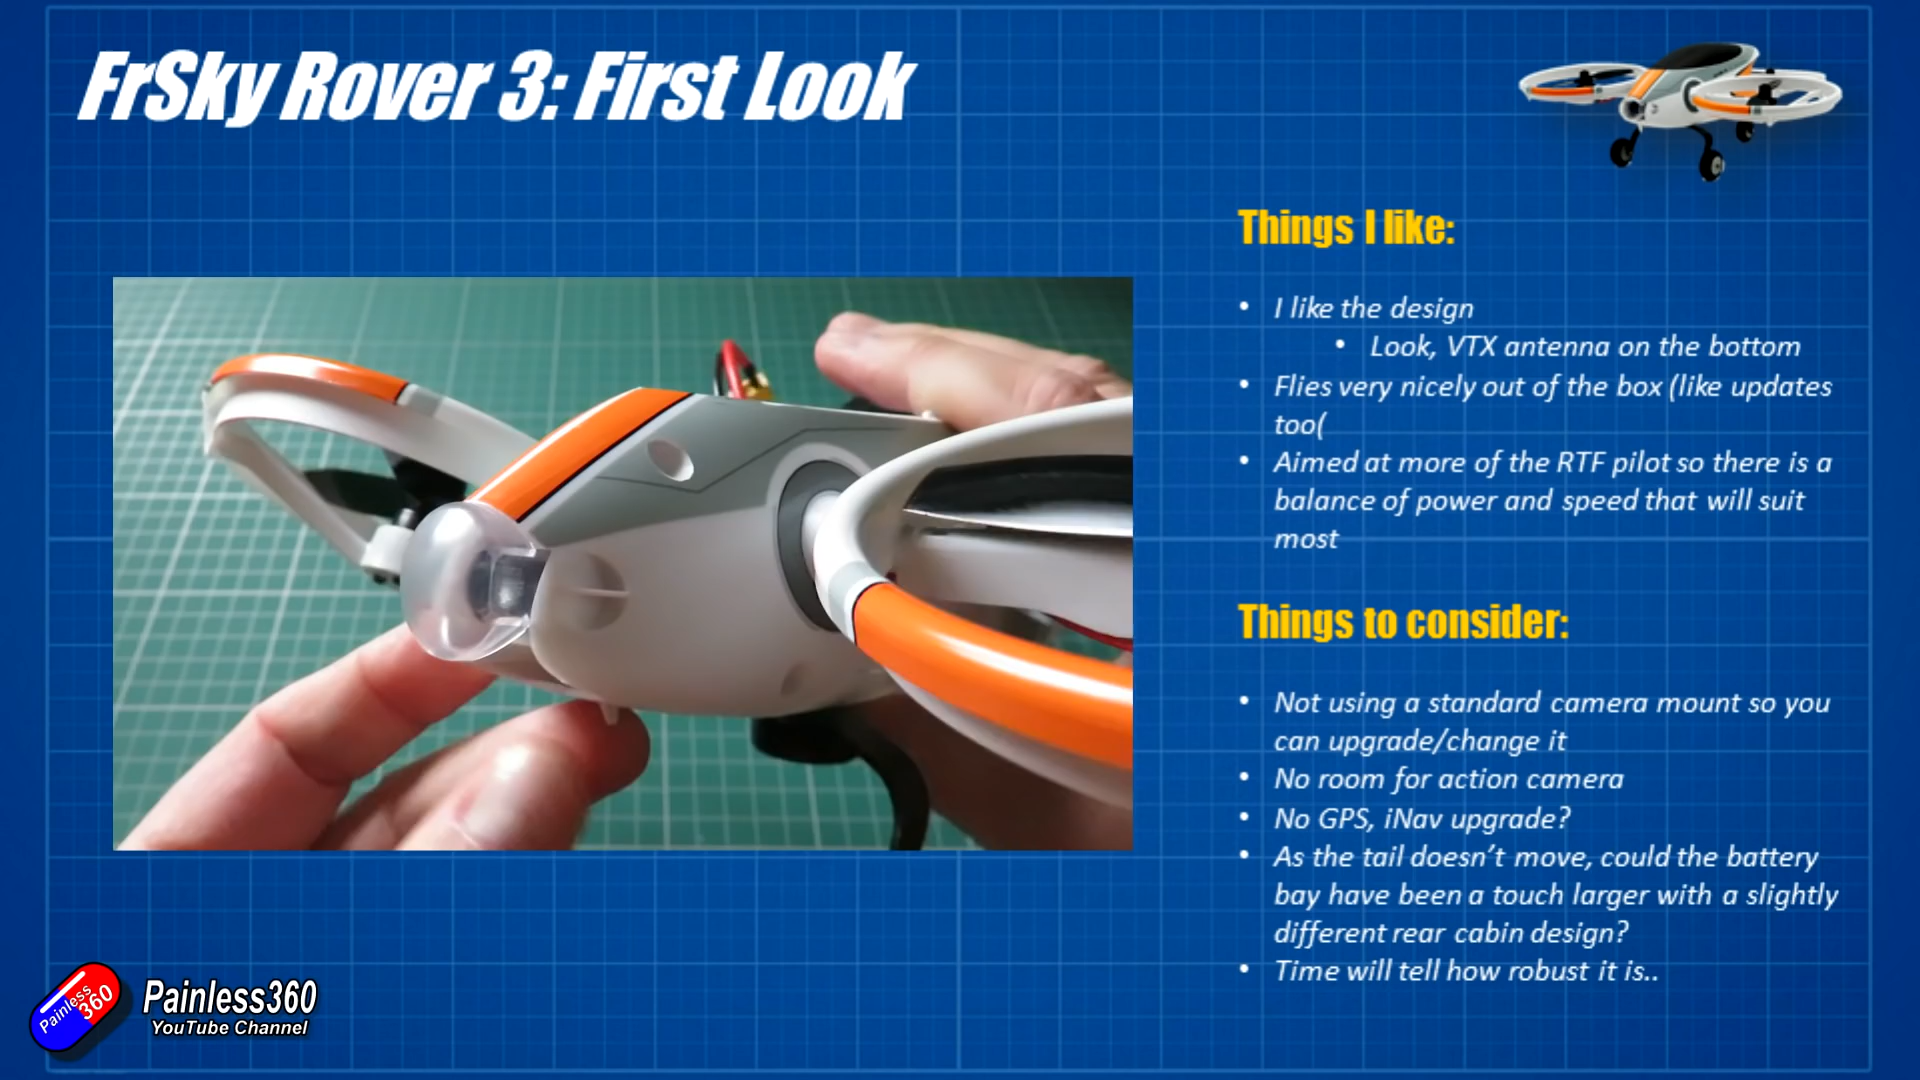 FrSky Rover 3: First Look
Things I like:
• I like the design
• Look, VTX antenna on the bottom
• Flies very nicely out of the box (like updates
too(
• Aimed at more of the RTF pilot so there is a
balance of power and speed that will suit
most
Things to consider:
• Not using a standard camera mount so you
can upgrade/change it
• No room for action camera
• No GPS, iNav upgrade?
• As the tail doesn’t move, could the battery
bay have been a touch larger with a slightly
different rear cabin design?
• Time will tell how robust it is..
Painless
360
Painless360
YouTube Channel